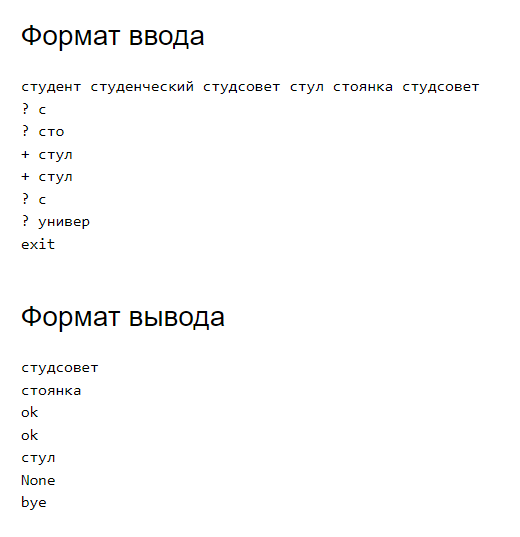 Формат ввода
студент студенческий студсовет стул стоянка студсовет
? с
? сто
+ стул
+ стул
? с
? универ
exit
Формат вывода
студсовет
стоянка
ok
ok
стул
None
bye